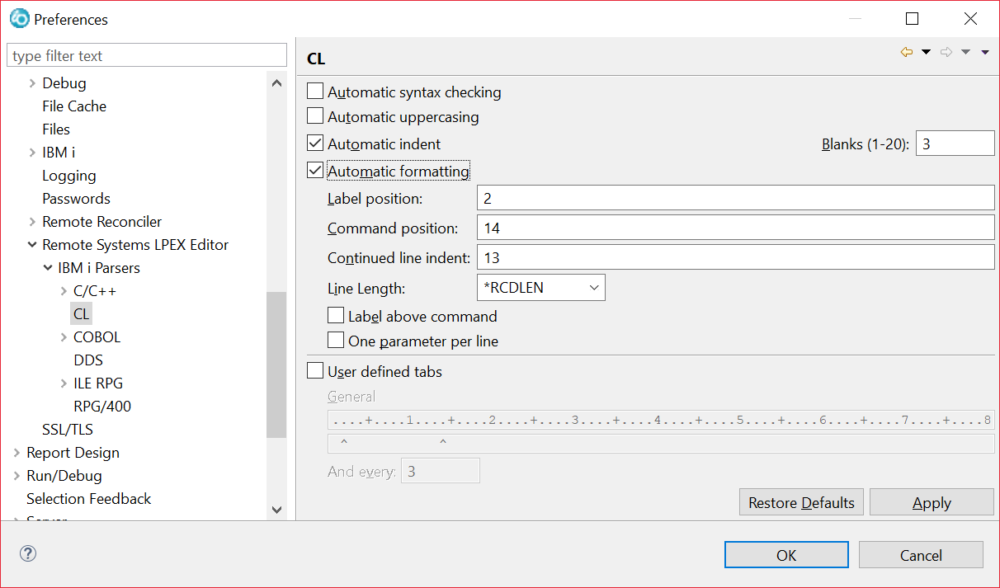 Preferences
type filter text
Debug
File Cache
Files
IBM i
Logging
Passwords
Remote Reconciler
Remote Systems LPEX Editor
IBM i Parsers
C/C++
CL
COBOL
DDS
ILE RPG
RPG/400
SSL/TLS
Report Design
Run/Debug
Selection Feedback
Server
CL
Automatic syntax checking
Automatic uppercasing
Automatic indent Blanks (1-20): 3
Automatic formatting
Label position: 2
Command position: 14
Continued line indent: 13
Line Length: *RCDLEN
Label above command
One parameter per line
User defined tabs
General
....+....1....+....2....+....3....+....4....+....5....+....6....+....7....+....8
^ ^
And every: 3
Restore Defaults Apply
? OK Cancel